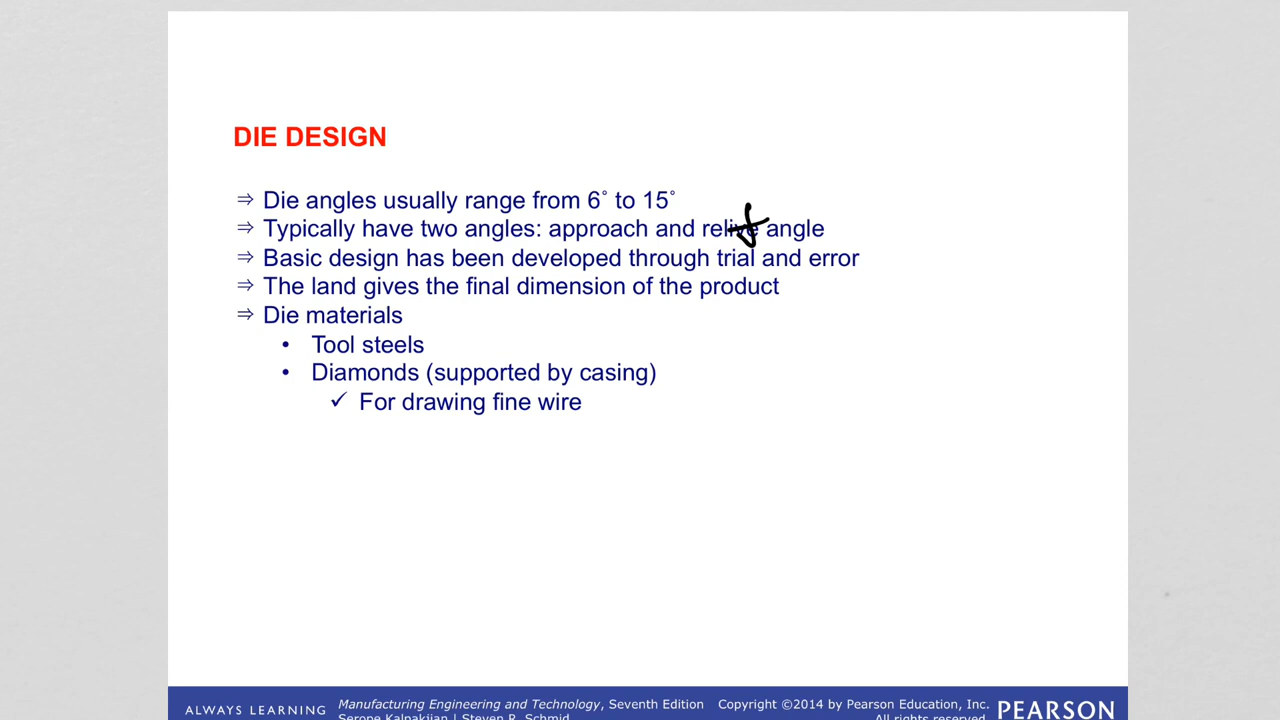 DIE DESIGN
⇒ Die angles usually range from 6˚ to 15˚
⇒ Typically have two angles: approach and relive angle
⇒ Basic design has been developed through trial and error
⇒ The land gives the final dimension of the product
⇒ Die materials
• Tool steels
• Diamonds (supported by casing)
✓ For drawing fine wire
ALWAYS LEARNING
Manufacturing Engineering and Technology, Seventh Edition
Serope Kalpakjian | Steven R. Schmid
Copyright ©2014 by Pearson Education, Inc.
All rights reserved.
PEARSON